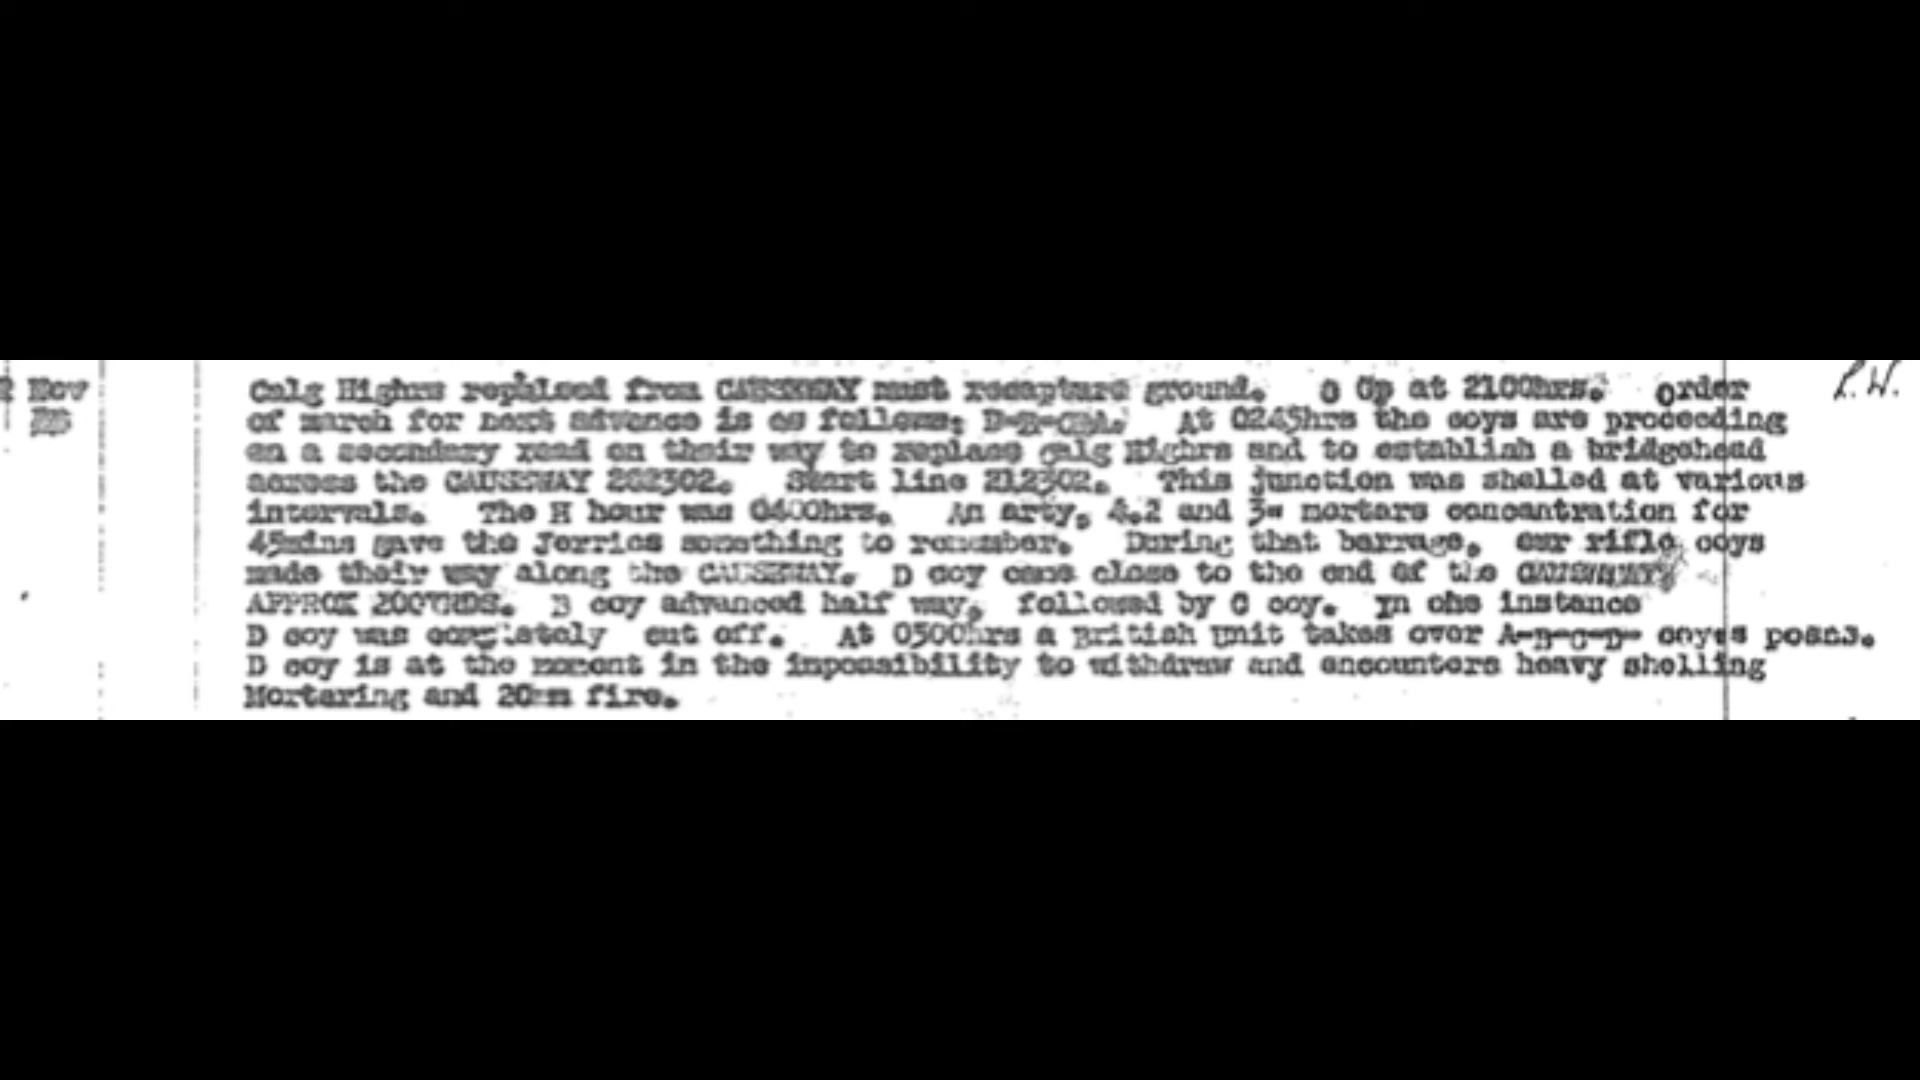 2 Nov Calg Highrs repulsed from CAUSEWAY must recapture ground. O Gp at 2100hrs. Order P.W.
of march for next advance is as follows: D-B-C-A. At 0245hrs the coys are proceeding
on a secondary road on their way to replace Calg Highrs and to establish a bridgehead
across the CAUSEWAY 202302. Start line 212302. This junction was shelled at various
intervals. The H hour was 0400hrs. An arty, 4.2 and 3" mortars concentration for
45mins gave the Jerries something to remember. During that barrage, our rifle coys
made their way along the CAUSEWAY. D coy came close to the end of the CAUSEWAY,
APPROX 200YRDS. B coy advanced half way, followed by C coy. In one instance
D coy was completely cut off. At 0500hrs a British Unit takes over A-B-C-D- coy's posns.
D coy is at the moment in the impossibility to withdraw and encounters heavy shelling
Mortaring and 20mm fire.